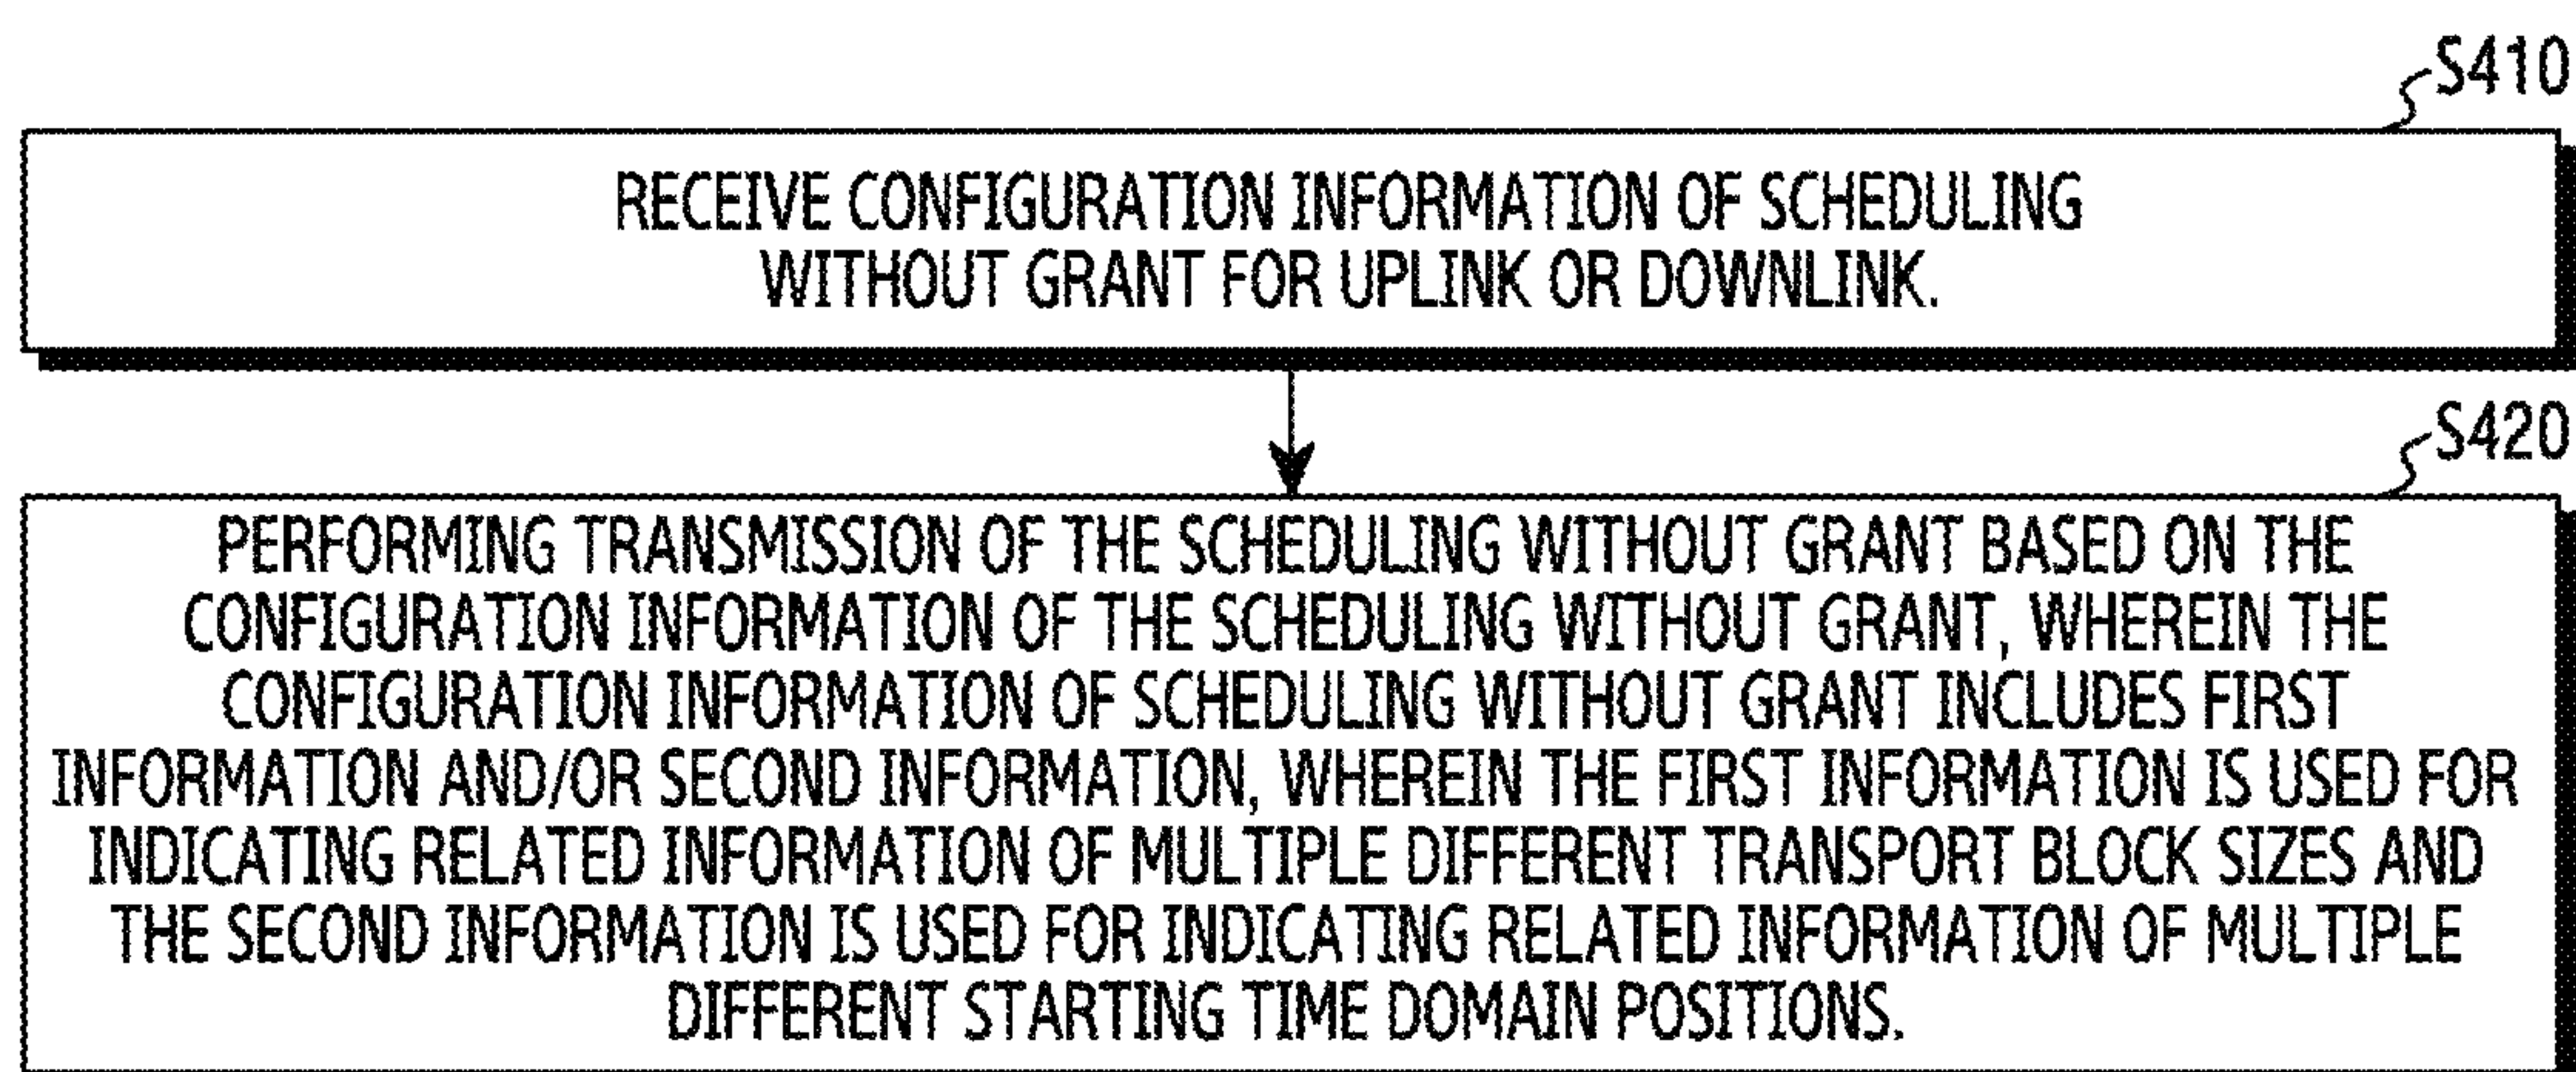 S410
RECEIVE CONFIGURATION INFORMATION OF SCHEDULING
WITHOUT GRANT FOR UPLINK OR DOWNLINK.
S420
PERFORMING TRANSMISSION OF THE SCHEDULING WITHOUT GRANT BASED ON THE
CONFIGURATION INFORMATION OF THE SCHEDULING WITHOUT GRANT, WHEREIN THE
CONFIGURATION INFORMATION OF SCHEDULING WITHOUT GRANT INCLUDES FIRST
INFORMATION AND/OR SECOND INFORMATION, WHEREIN THE FIRST INFORMATION IS USED FOR
INDICATING RELATED INFORMATION OF MULTIPLE DIFFERENT TRANSPORT BLOCK SIZES AND
THE SECOND INFORMATION IS USED FOR INDICATING RELATED INFORMATION OF MULTIPLE
DIFFERENT STARTING TIME DOMAIN POSITIONS.